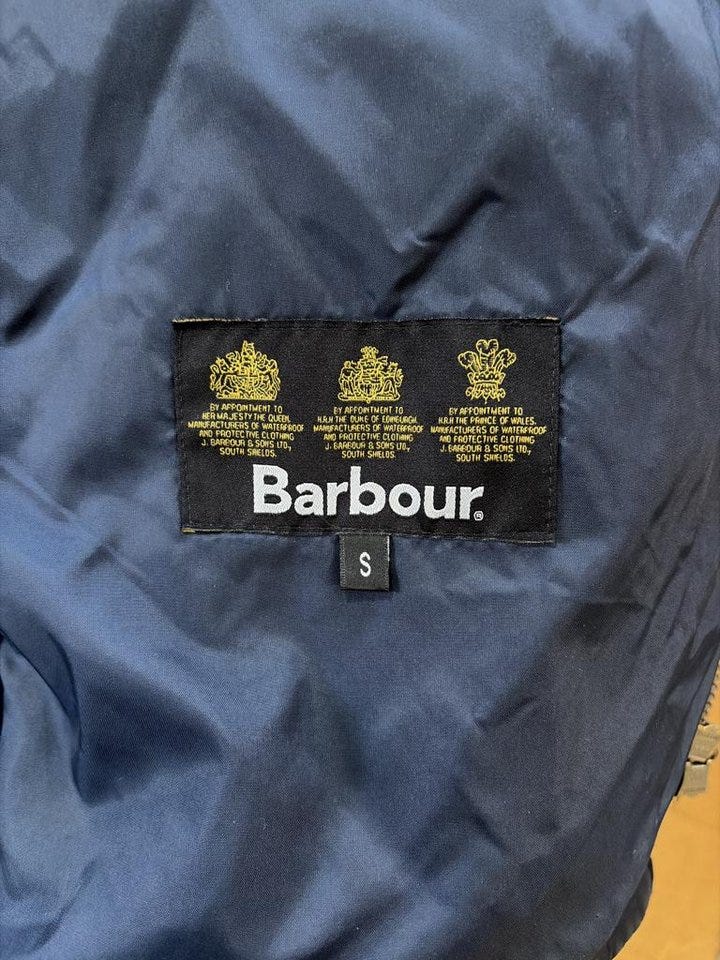 BY APPOINTMENT TO
HER MAJESTY THE QUEEN.
MANUFACTURERS OF WATERPROOF
AND PROTECTIVE CLOTHING
J. BARBOUR & SONS LTD.,
SOUTH SHIELDS.
BY APPOINTMENT TO
H.R.H. THE DUKE OF EDINBURGH.
MANUFACTURERS OF WATERPROOF
AND PROTECTIVE CLOTHING
J. BARBOUR & SONS LTD.,
SOUTH SHIELDS.
BY APPOINTMENT TO
H.R.H. THE PRINCE OF WALES.
MANUFACTURERS OF WATERPROOF
AND PROTECTIVE CLOTHING
J. BARBOUR & SONS LTD.,
SOUTH SHIELDS.
Barbour®
S